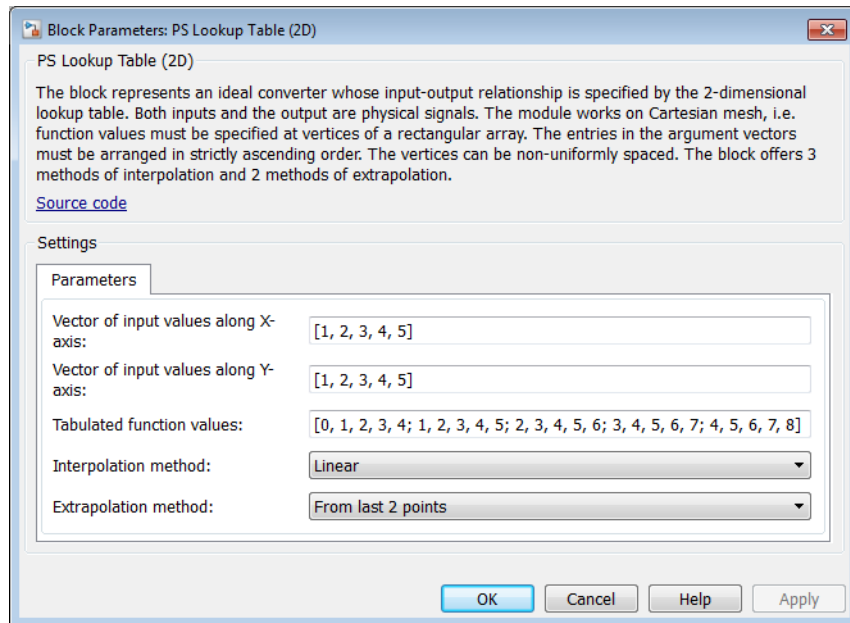 Block Parameters: PS Lookup Table (2D)
PS Lookup Table (2D)
The block represents an ideal converter whose input-output relationship is specified by the 2-dimensional
lookup table. Both inputs and the output are physical signals. The module works on Cartesian mesh, i.e.
function values must be specified at vertices of a rectangular array. The entries in the argument vectors
must be arranged in strictly ascending order. The vertices can be non-uniformly spaced. The block offers 3
methods of interpolation and 2 methods of extrapolation.
Source code
Settings
Parameters
Vector of input values along X-
axis:
[1, 2, 3, 4, 5]
Vector of input values along Y-
axis:
[1, 2, 3, 4, 5]
Tabulated function values: [0, 1, 2, 3, 4; 1, 2, 3, 4, 5; 2, 3, 4, 5, 6; 3, 4, 5, 6, 7; 4, 5, 6, 7, 8]
Interpolation method: Linear
Extrapolation method: From last 2 points
OK Cancel Help Apply